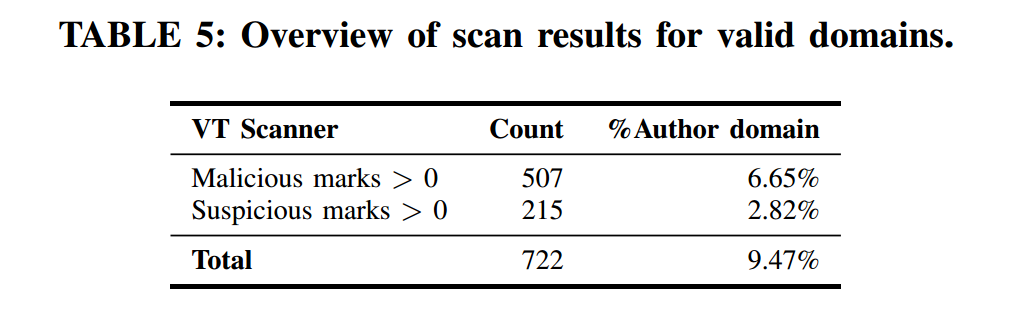 TABLE 5: Overview of scan results for valid domains.
VT Scanner Count %Author domain
Malicious marks > 0 507 6.65%
Suspicious marks > 0 215 2.82%
Total 722 9.47%